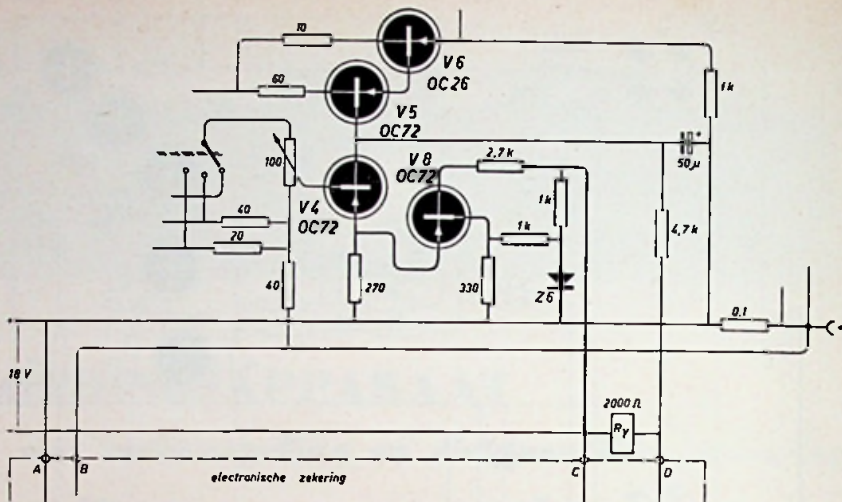 10
V6
OC26
60
V5
OC72
1k
50µ
+
100
V4
OC72
V8
OC72
2,7k
1k
1k
4,7k
40
20
40
270
330
Z6
0,1
+
18 V
2000 Ω
Ry
A
B
C
D
electronische zekering